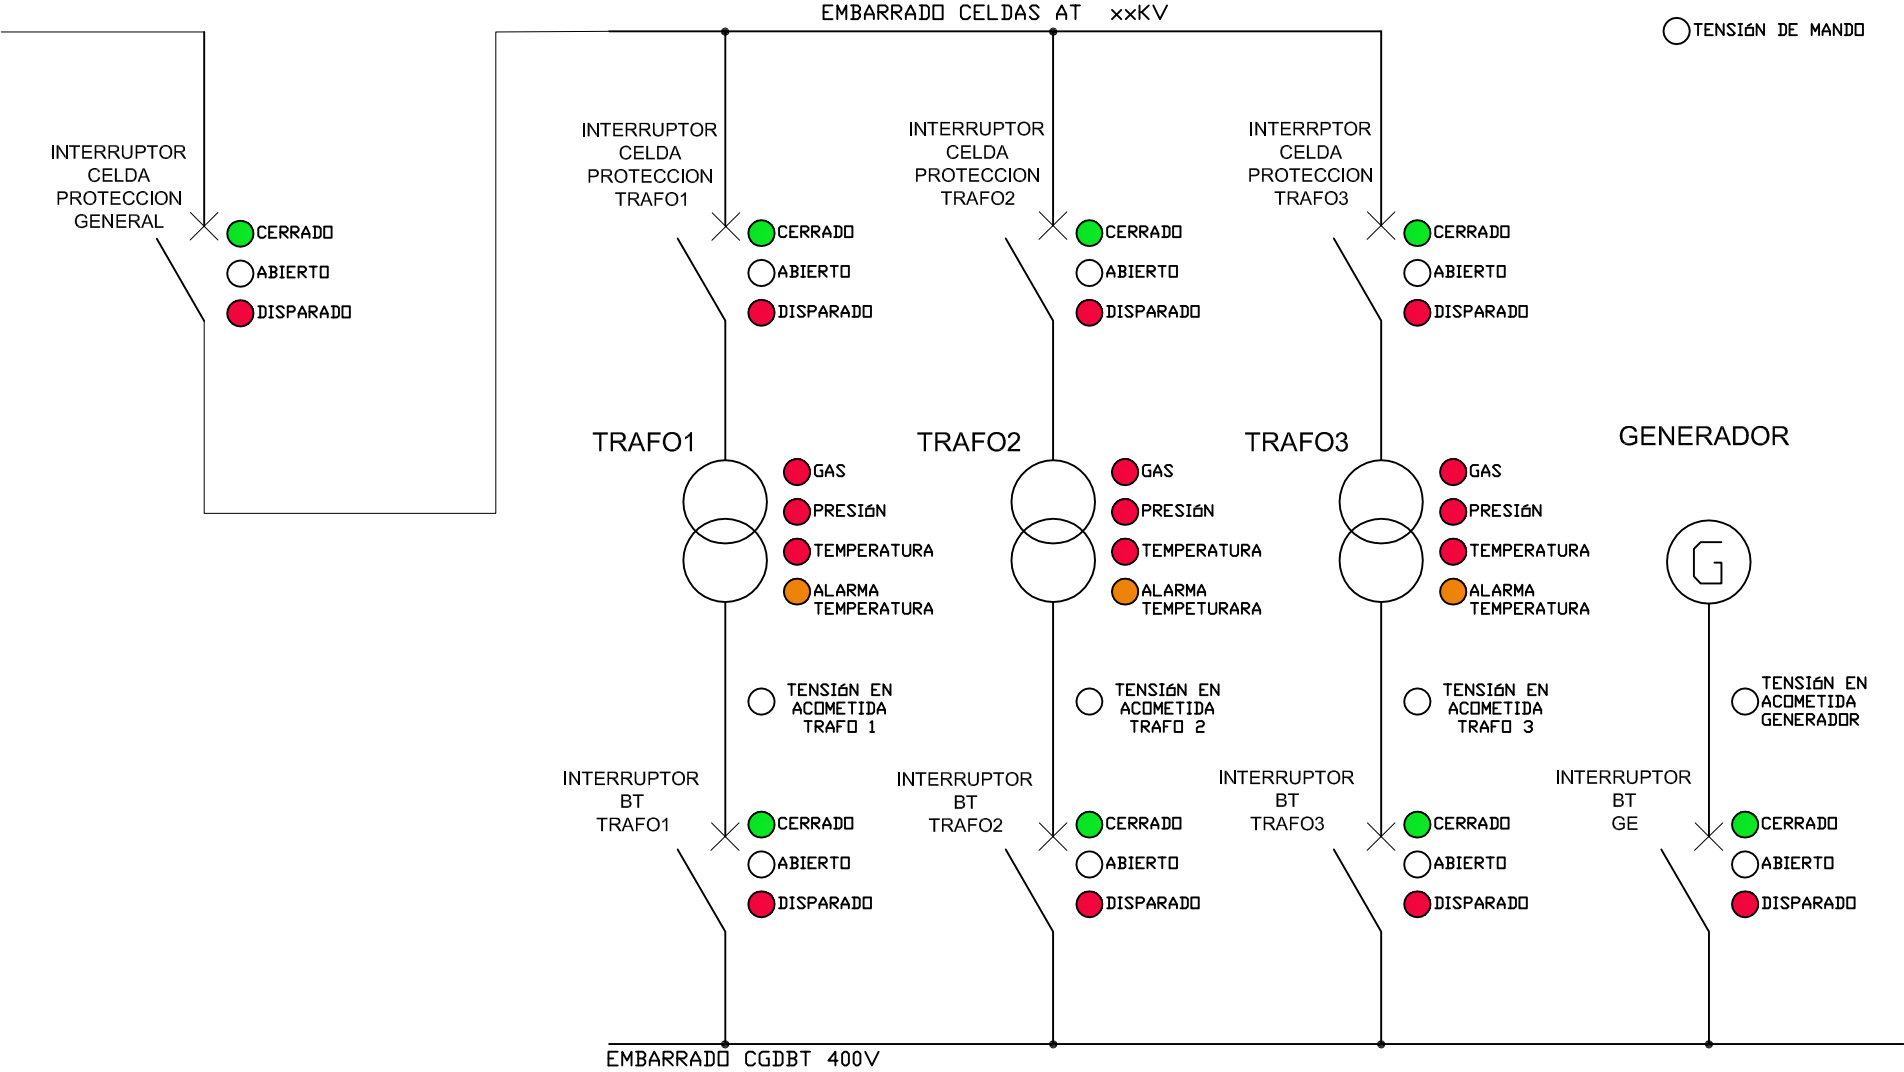 EMBARRADO CELDAS AT xxKV
TENSIóN DE MANDO
INTERRUPTOR
CELDA
PROTECCION
GENERAL
CERRADO
ABIERTO
DISPARADO
INTERRUPTOR
CELDA
PROTECCION
TRAFO1
CERRADO
ABIERTO
DISPARADO
INTERRUPTOR
CELDA
PROTECCION
TRAFO2
CERRADO
ABIERTO
DISPARADO
INTERRPTOR
CELDA
PROTECCION
TRAFO3
CERRADO
ABIERTO
DISPARADO
TRAFO1
GAS
PRESIóN
TEMPERATURA
ALARMA
TEMPERATURA
TRAFO2
GAS
PRESIóN
TEMPERATURA
ALARMA
TEMPETURARA
TRAFO3
GAS
PRESIóN
TEMPERATURA
ALARMA
TEMPERATURA
GENERADOR
G
TENSIóN EN
ACOMETIDA
TRAFO 1
TENSIóN EN
ACOMETIDA
TRAFO 2
TENSIóN EN
ACOMETIDA
TRAFO 3
TENSIóN EN
ACOMETIDA
GENERADOR
INTERRUPTOR
BT
TRAFO1
CERRADO
ABIERTO
DISPARADO
INTERRUPTOR
BT
TRAFO2
CERRADO
ABIERTO
DISPARADO
INTERRUPTOR
BT
TRAFO3
CERRADO
ABIERTO
DISPARADO
INTERRUPTOR
BT
GE
CERRADO
ABIERTO
DISPARADO
EMBARRADO CGDBT 400V